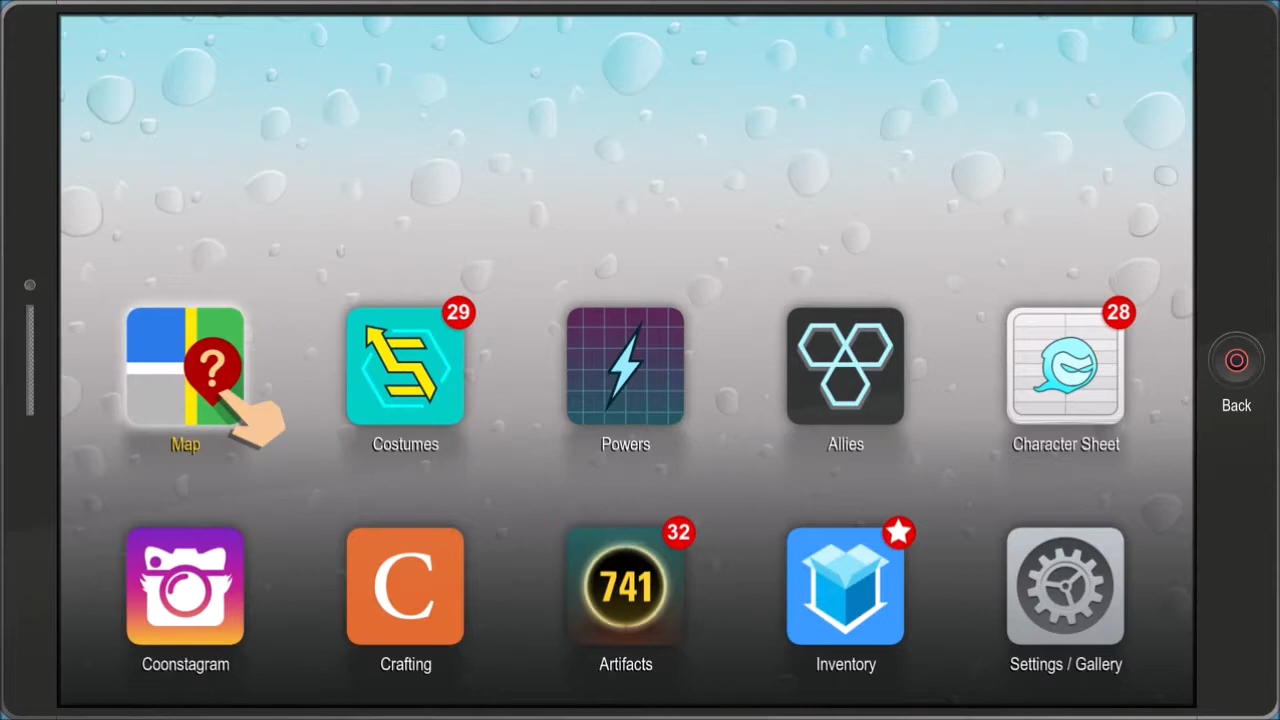 29
28
?
Map
Costumes
Powers
Allies
Character Sheet
Back
32
C
741
Coonstagram
Crafting
Artifacts
Inventory
Settings / Gallery